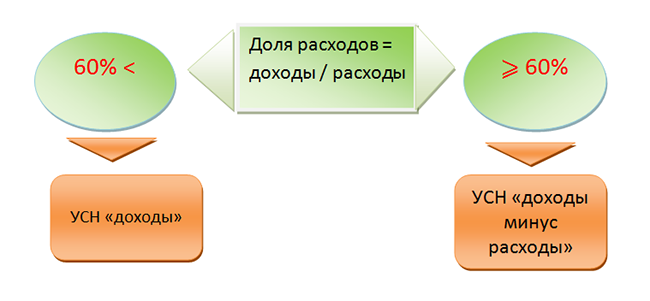 60% <
Доля расходов =
доходы / расходы
⩾ 60%
УСН «доходы»
УСН «доходы
минус
расходы»